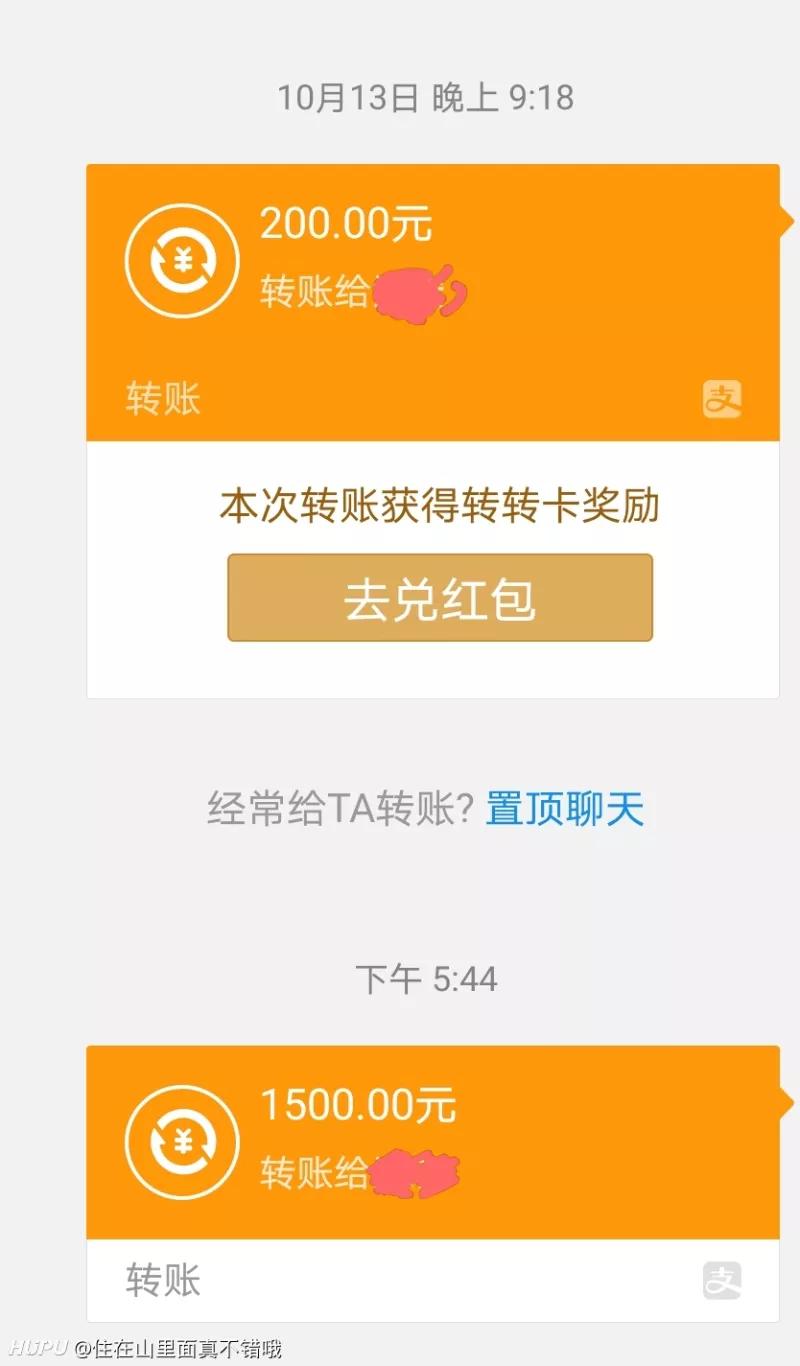 10月13日 晚上 9:18
200.00元
转账给
转账
支
本次转账获得转转卡奖励
去兑红包
经常给TA转账? 置顶聊天
下午 5:44
1500.00元
转账给
转账
支
HUPU @住在山里面真不错哦